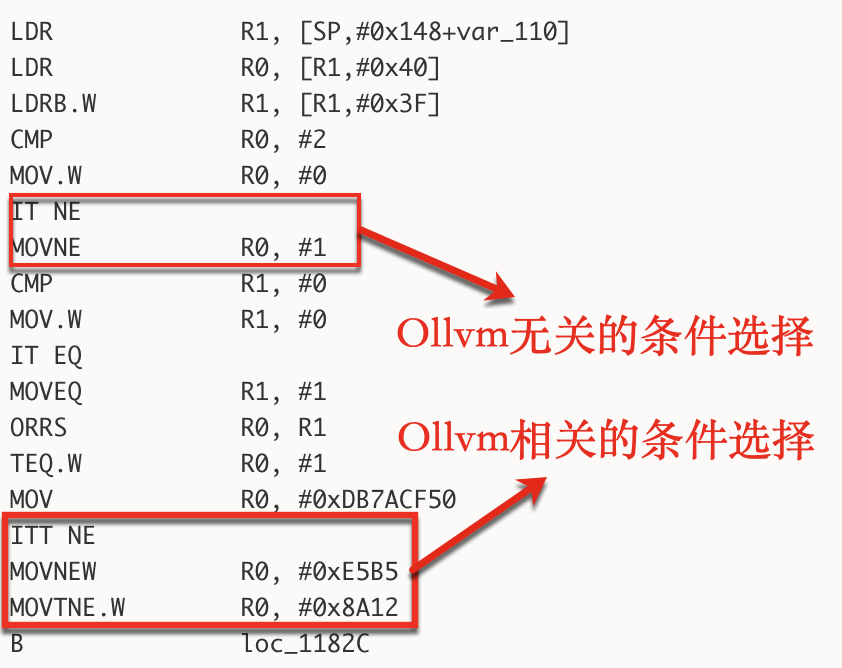 LDR R1, [SP,#0x148+var_110]
LDR R0, [R1,#0x40]
LDRB.W R1, [R1,#0x3F]
CMP R0, #2
MOV.W R0, #0
IT NE
MOVNE R0, #1
CMP R1, #0
MOV.W R1, #0
Ollvm无关的条件选择
IT EQ
MOVEQ R1, #1
ORRS R0, R1
Ollvm相关的条件选择
TEQ.W R0, #1
MOV R0, #0xDB7ACF50
ITT NE
MOVNEW R0, #0xE5B5
MOVTNE.W R0, #0x8A12
B loc_1182C